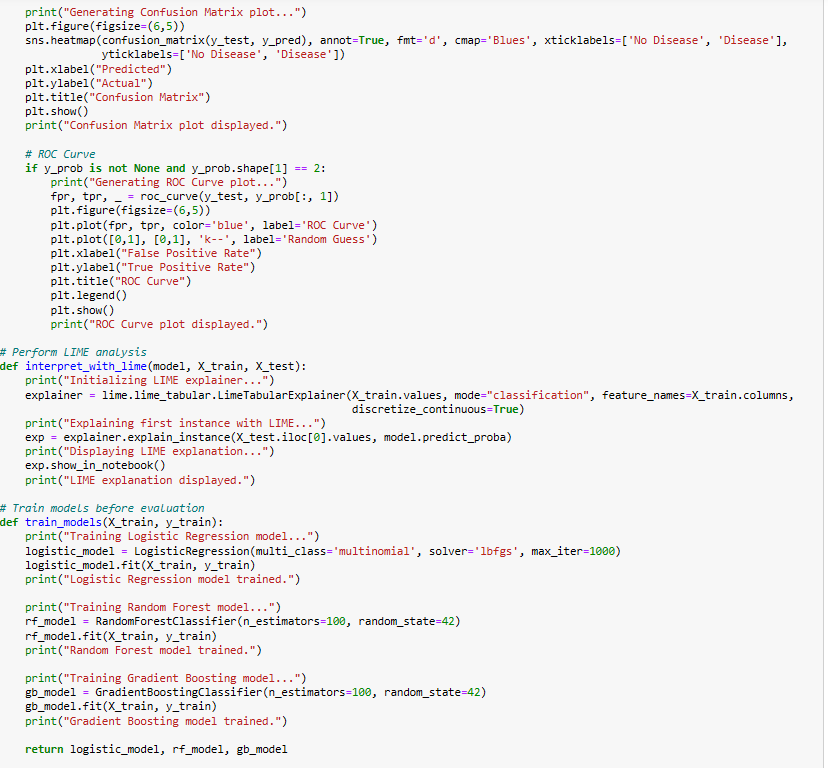 print("Generating Confusion Matrix plot...")
    plt.figure(figsize=(6,5))
    sns.heatmap(confusion_matrix(y_test, y_pred), annot=True, fmt='d', cmap='Blues', xticklabels=['No Disease', 'Disease'],
                yticklabels=['No Disease', 'Disease'])
    plt.xlabel("Predicted")
    plt.ylabel("Actual")
    plt.title("Confusion Matrix")
    plt.show()
    print("Confusion Matrix plot displayed.")

    # ROC Curve
    if y_prob is not None and y_prob.shape[1] == 2:
        print("Generating ROC Curve plot...")
        fpr, tpr, _ = roc_curve(y_test, y_prob[:, 1])
        plt.figure(figsize=(6,5))
        plt.plot(fpr, tpr, color='blue', label='ROC Curve')
        plt.plot([0,1], [0,1], 'k--', label='Random Guess')
        plt.xlabel("False Positive Rate")
        plt.ylabel("True Positive Rate")
        plt.title("ROC Curve")
        plt.legend()
        plt.show()
        print("ROC Curve plot displayed.")

# Perform LIME analysis
def interpret_with_lime(model, X_train, X_test):
    print("Initializing LIME explainer...")
    explainer = lime.lime_tabular.LimeTabularExplainer(X_train.values, mode="classification", feature_names=X_train.columns,
                                                       discretize_continuous=True)
    print("Explaining first instance with LIME...")
    exp = explainer.explain_instance(X_test.iloc[0].values, model.predict_proba)
    print("Displaying LIME explanation...")
    exp.show_in_notebook()
    print("LIME explanation displayed.")

# Train models before evaluation
def train_models(X_train, y_train):
    print("Training Logistic Regression model...")
    logistic_model = LogisticRegression(multi_class='multinomial', solver='lbfgs', max_iter=1000)
    logistic_model.fit(X_train, y_train)
    print("Logistic Regression model trained.")

    print("Training Random Forest model...")
    rf_model = RandomForestClassifier(n_estimators=100, random_state=42)
    rf_model.fit(X_train, y_train)
    print("Random Forest model trained.")

    print("Training Gradient Boosting model...")
    gb_model = GradientBoostingClassifier(n_estimators=100, random_state=42)
    gb_model.fit(X_train, y_train)
    print("Gradient Boosting model trained.")

    return logistic_model, rf_model, gb_model